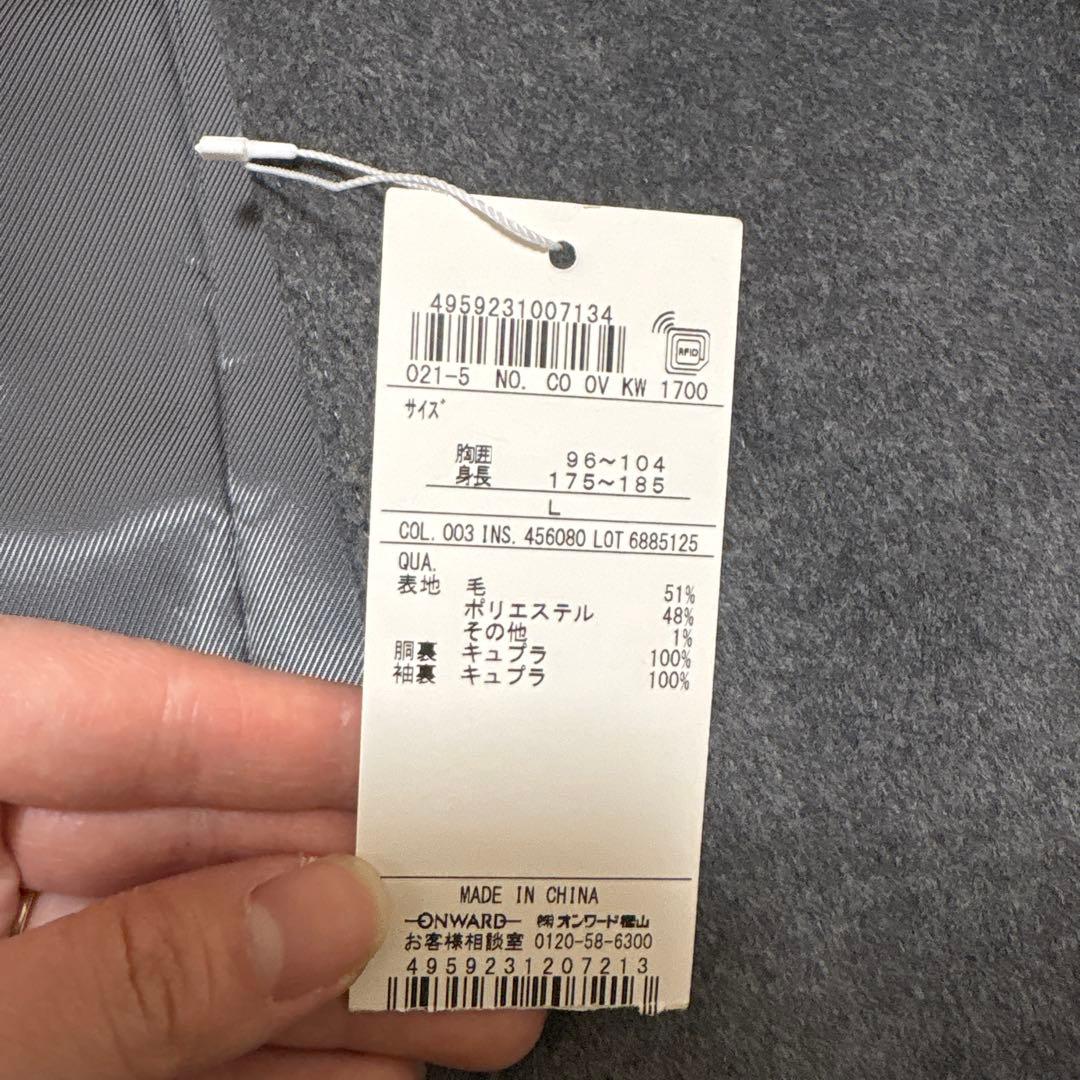 4959231007134
RFID
021-5 NO. CO OV KW 1700
サイズ
胸囲 96~104
身長 175~185
L
COL. 003 INS. 456080 LOT 6885125
QUA.
表地 毛 51%
ポリエステル 48%
その他 1%
胴裏 キュプラ 100%
袖裏 キュプラ 100%
MADE IN CHINA
ONWARD ㈱オンワード樫山
お客様相談室 0120-58-6300
4959231207213